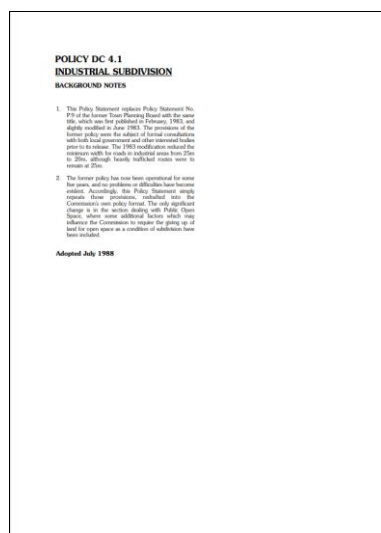 POLICY DC 4.1
INDUSTRIAL SUBDIVISION
BACKGROUND NOTES
1. This Policy Statement replaces Policy Statement No.
P.9 of the former Town Planning Board with the same
title, which was first published in February, 1983, and
slightly modified in June 1983. The provisions of the
former policy were the subject of formal consultations
with both local government and other interested bodies
prior to its release. The 1983 modification reduced the
minimum width for roads in industrial areas from 25m
to 20m, although heavily trafficked routes were to
remain at 25m.
2. The former policy has now been operational for some
five years, and no problems or difficulties have become
evident. Accordingly, this Policy Statement simply
repeats those provisions, redrafted into the
Commission's own policy format. The only significant
change is in the section dealing with Public Open
Space, where some additional factors which may
influence the Commission to require the giving up of
land for open space as a condition of subdivision have
been included.
Adopted July 1988